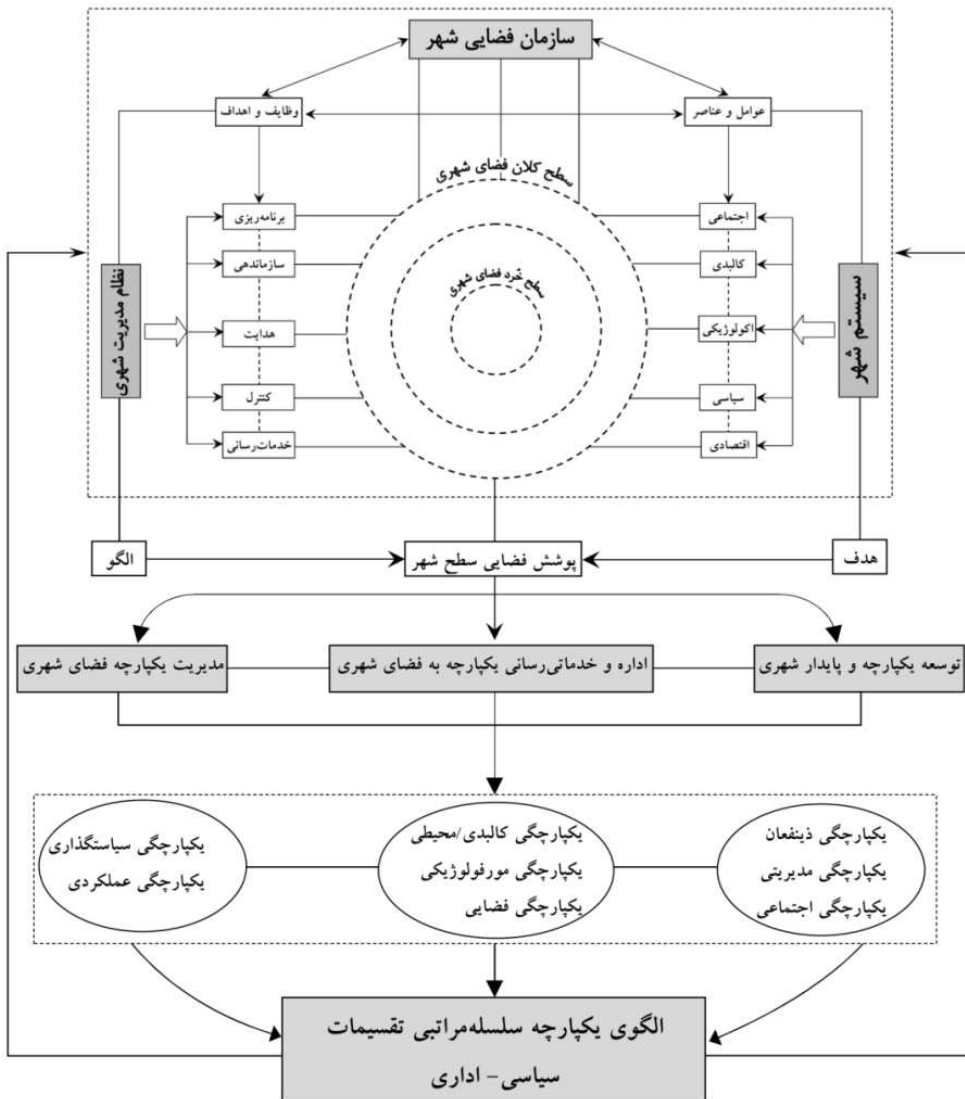 سازمان فضایی شهر
عوامل و عناصر
وظایف و اهداف
سطح کلان فضای شهری
سطح خُرد فضای شهری
سیستم شهر
اجتماعی
کالبدی
اکولوژیکی
سیاسی
اقتصادی
برنامه‌ریزی
سازماندهی
هدایت
کنترل
خدمات‌رسانی
نظام مدیریت شهری
هدف
پوشش فضایی سطح شهر
الگو
توسعه یکپارچه و پایدار شهری
اداره و خدماتی‌رسانی یکپارچه به فضای شهری
مدیریت یکپارچه فضای شهری
یکپارچگی ذینفعان
یکپارچگی مدیریتی
یکپارچگی اجتماعی
یکپارچگی کالبدی/محیطی
یکپارچگی مورفولوژیکی
یکپارچگی فضایی
یکپارچگی سیاستگذاری
یکپارچگی عملکردی
الگوی یکپارچه سلسله‌مراتبی تقسیمات
سیاسی - اداری